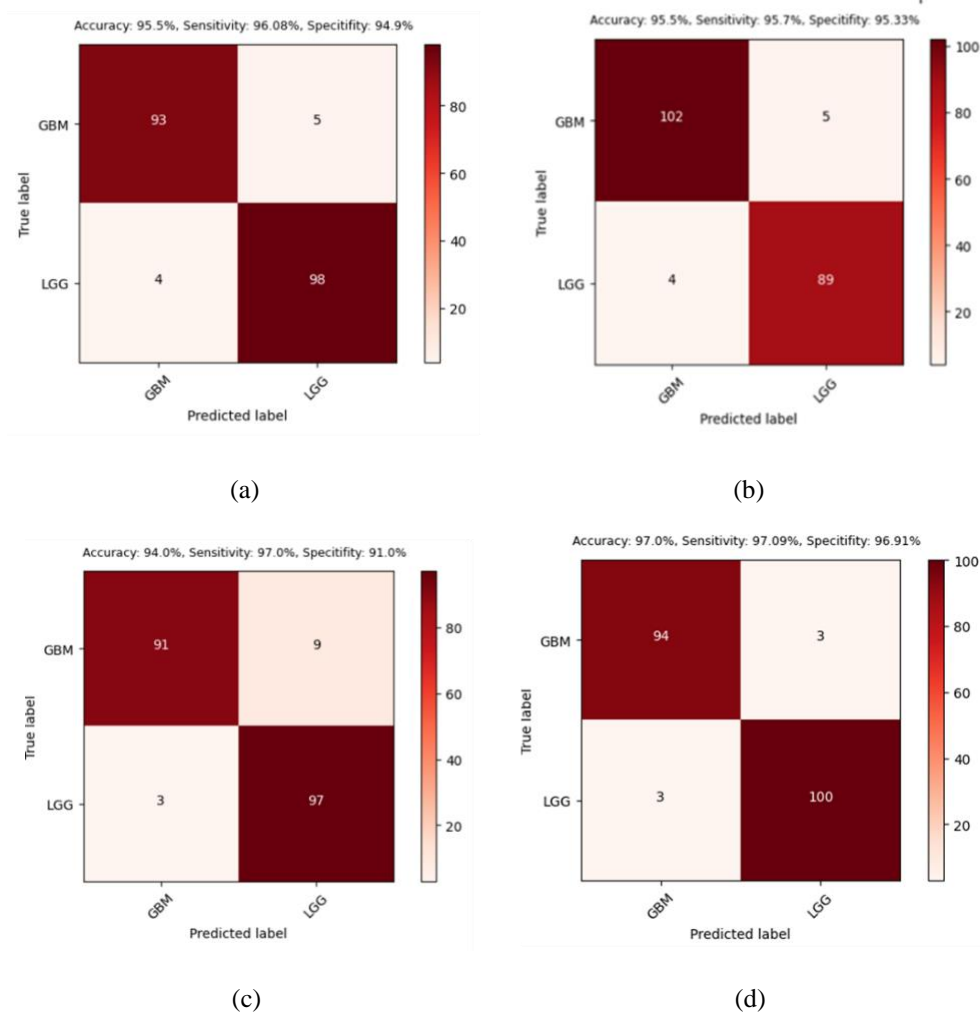 Accuracy: 95.5%, Sensitivity: 96.08%, Specitifity: 94.9%
GBM
93
5
80
60
True label
LGG
4
98
40
20
GBM
LGG
Predicted label
(a)
Accuracy: 95.5%, Sensitivity: 95.7%, Specitifity: 95.33%
100
GBM
102
5
80
60
True label
LGG
4
89
40
20
GBM
LGG
Predicted label
(b)
Accuracy: 94.0%, Sensitivity: 97.0%, Specitifity: 91.0%
GBM
91
9
80
60
True label
LGG
3
97
40
20
GBM
LGG
Predicted label
(c)
Accuracy: 97.0%, Sensitivity: 97.09%, Specitifity: 96.91%
100
GBM
94
3
80
60
True label
LGG
3
100
40
20
GBM
LGG
Predicted label
(d)